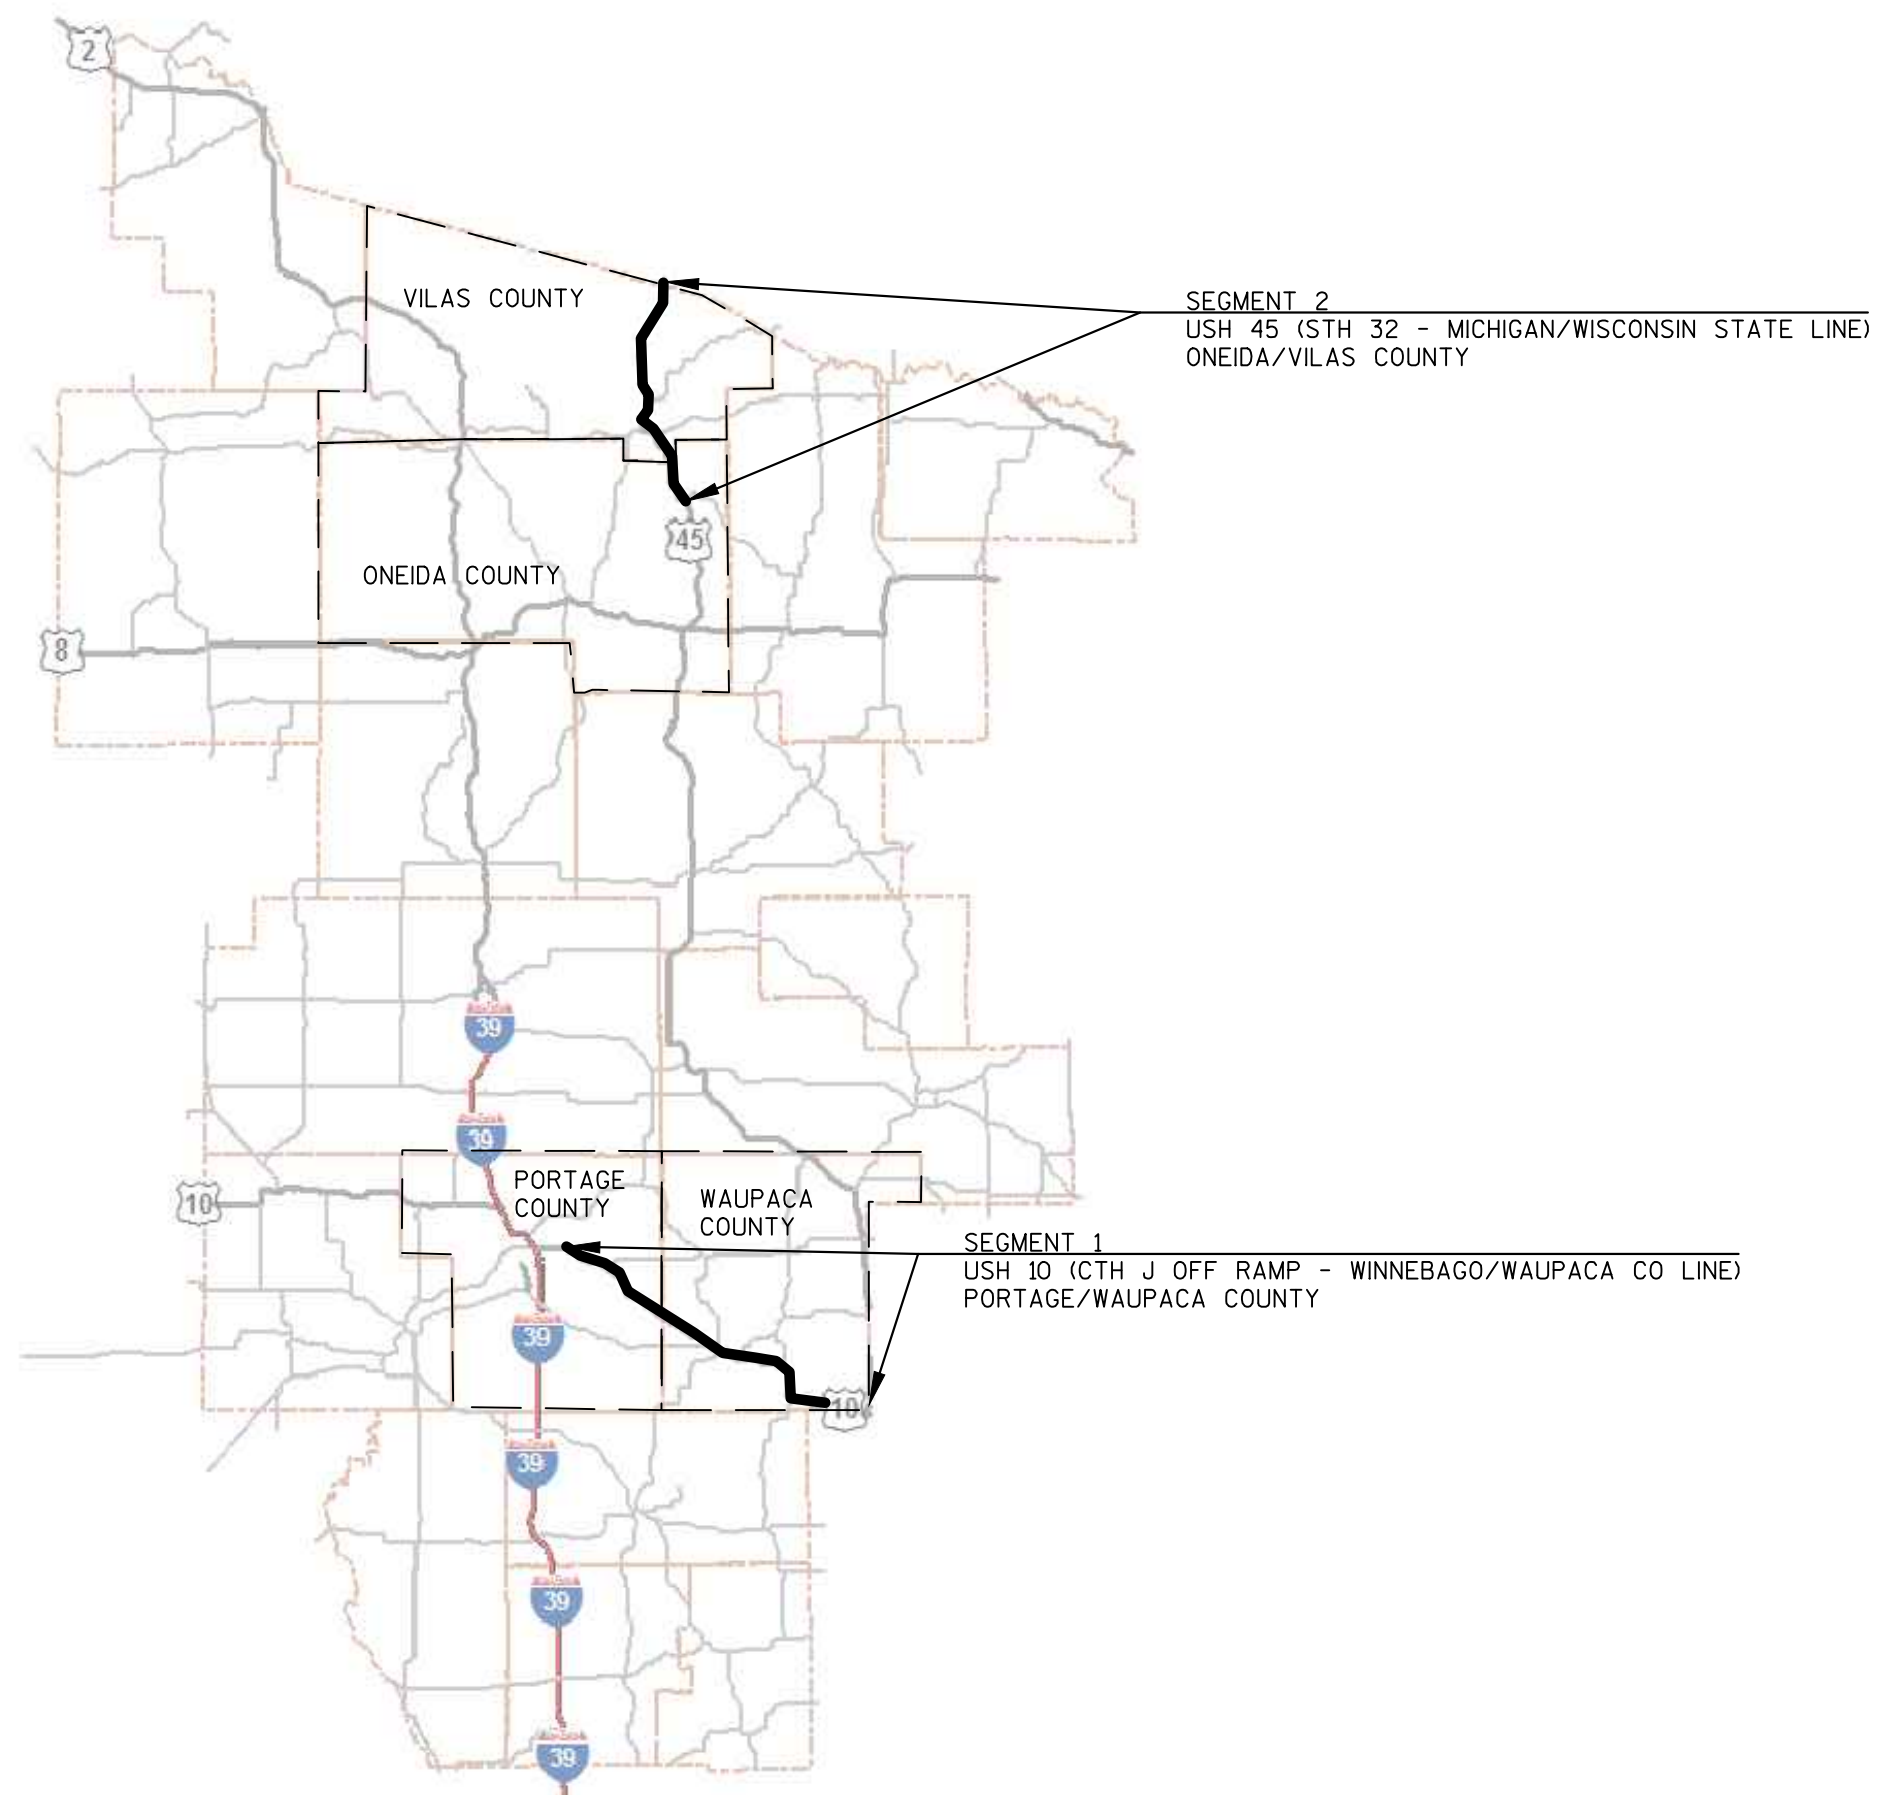 2
VILAS COUNTY
SEGMENT 2
USH 45 (STH 32 - MICHIGAN/WISCONSIN STATE LINE)
ONEIDA/VILAS COUNTY
45
ONEIDA COUNTY
8
39
39
PORTAGE
COUNTY
WAUPACA
COUNTY
10
SEGMENT 1
USH 10 (CTH J OFF RAMP - WINNEBAGO/WAUPACA CO LINE)
PORTAGE/WAUPACA COUNTY
39
10
39
39
39